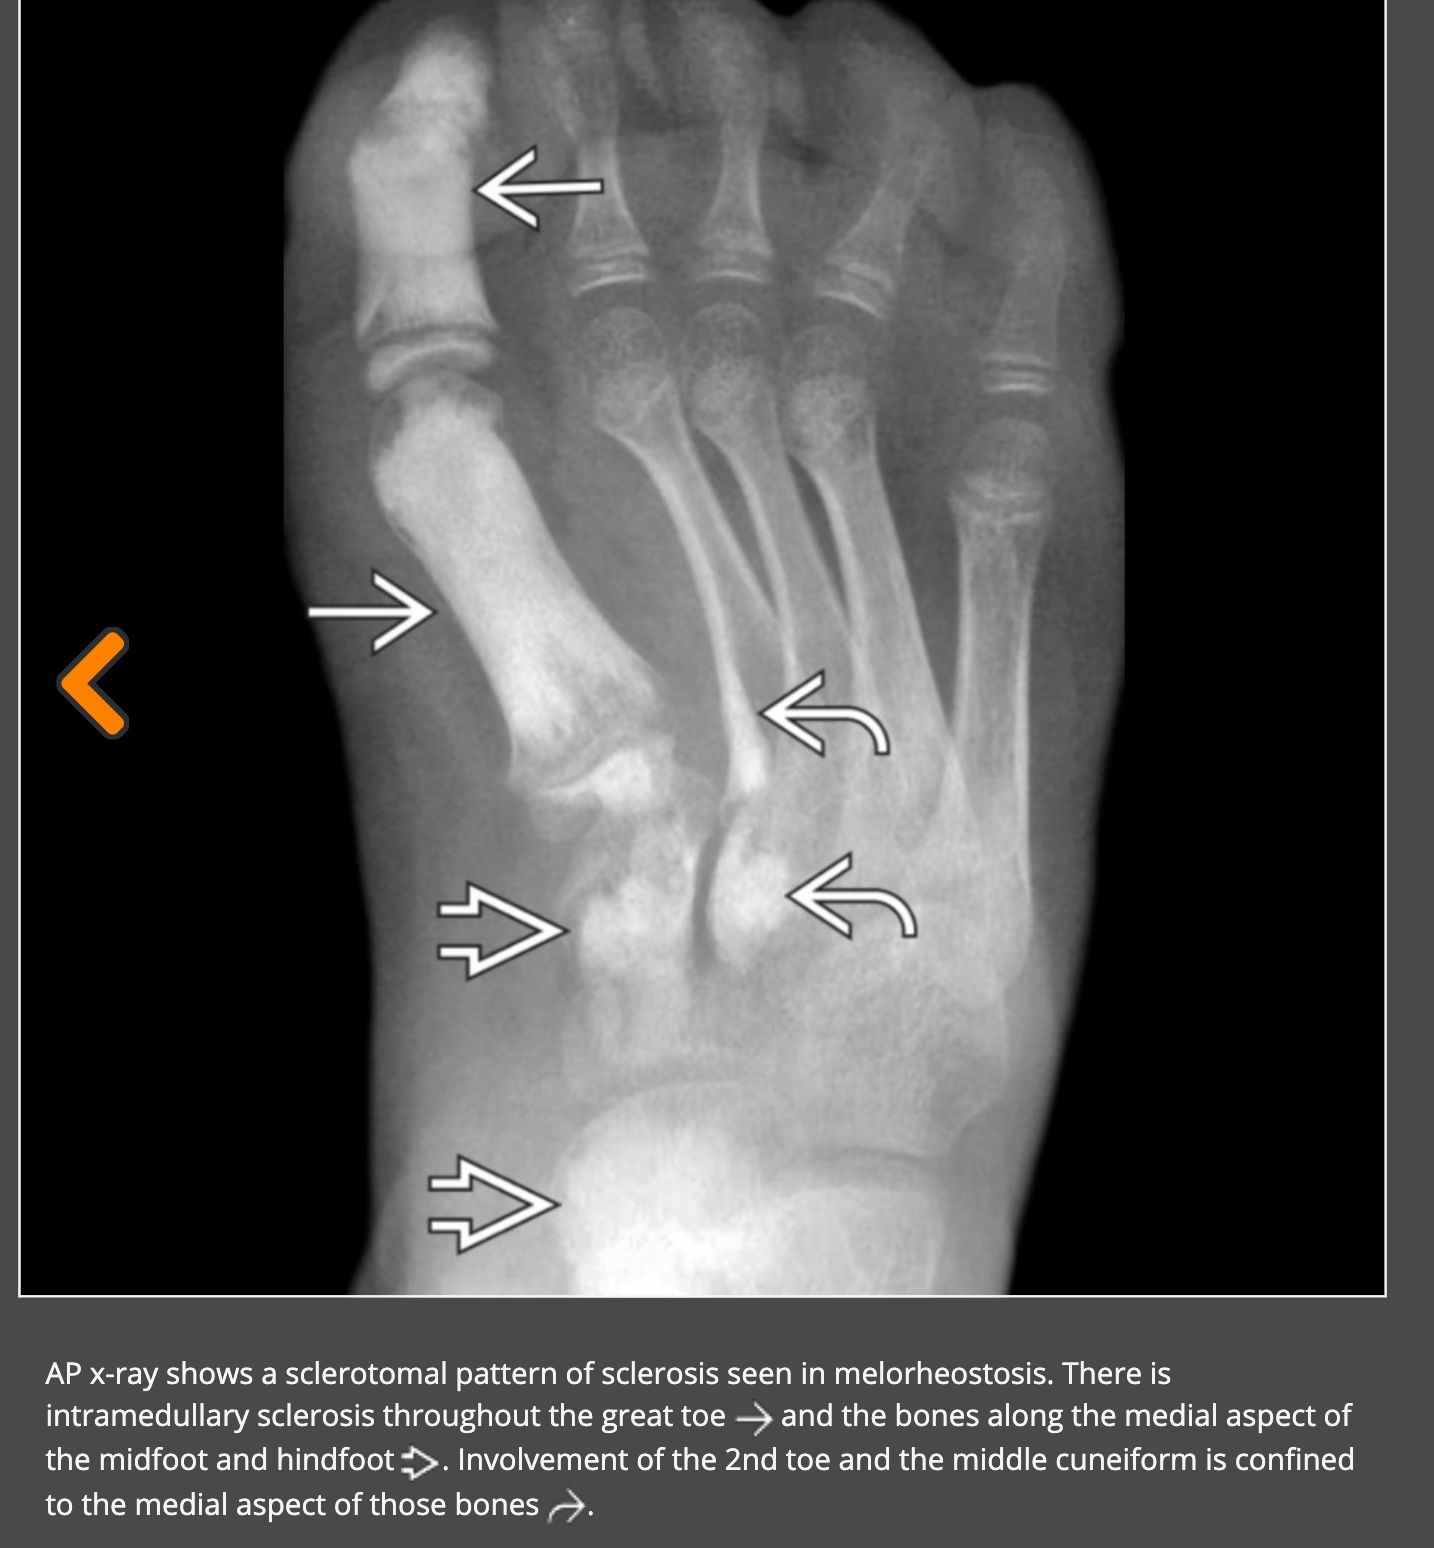 AP x-ray shows a sclerotomal pattern of sclerosis seen in melorheostosis. There is
intramedullary sclerosis throughout the great toe → and the bones along the medial aspect of
the midfoot and hindfoot ⇨. Involvement of the 2nd toe and the middle cuneiform is confined
to the medial aspect of those bones ↷.